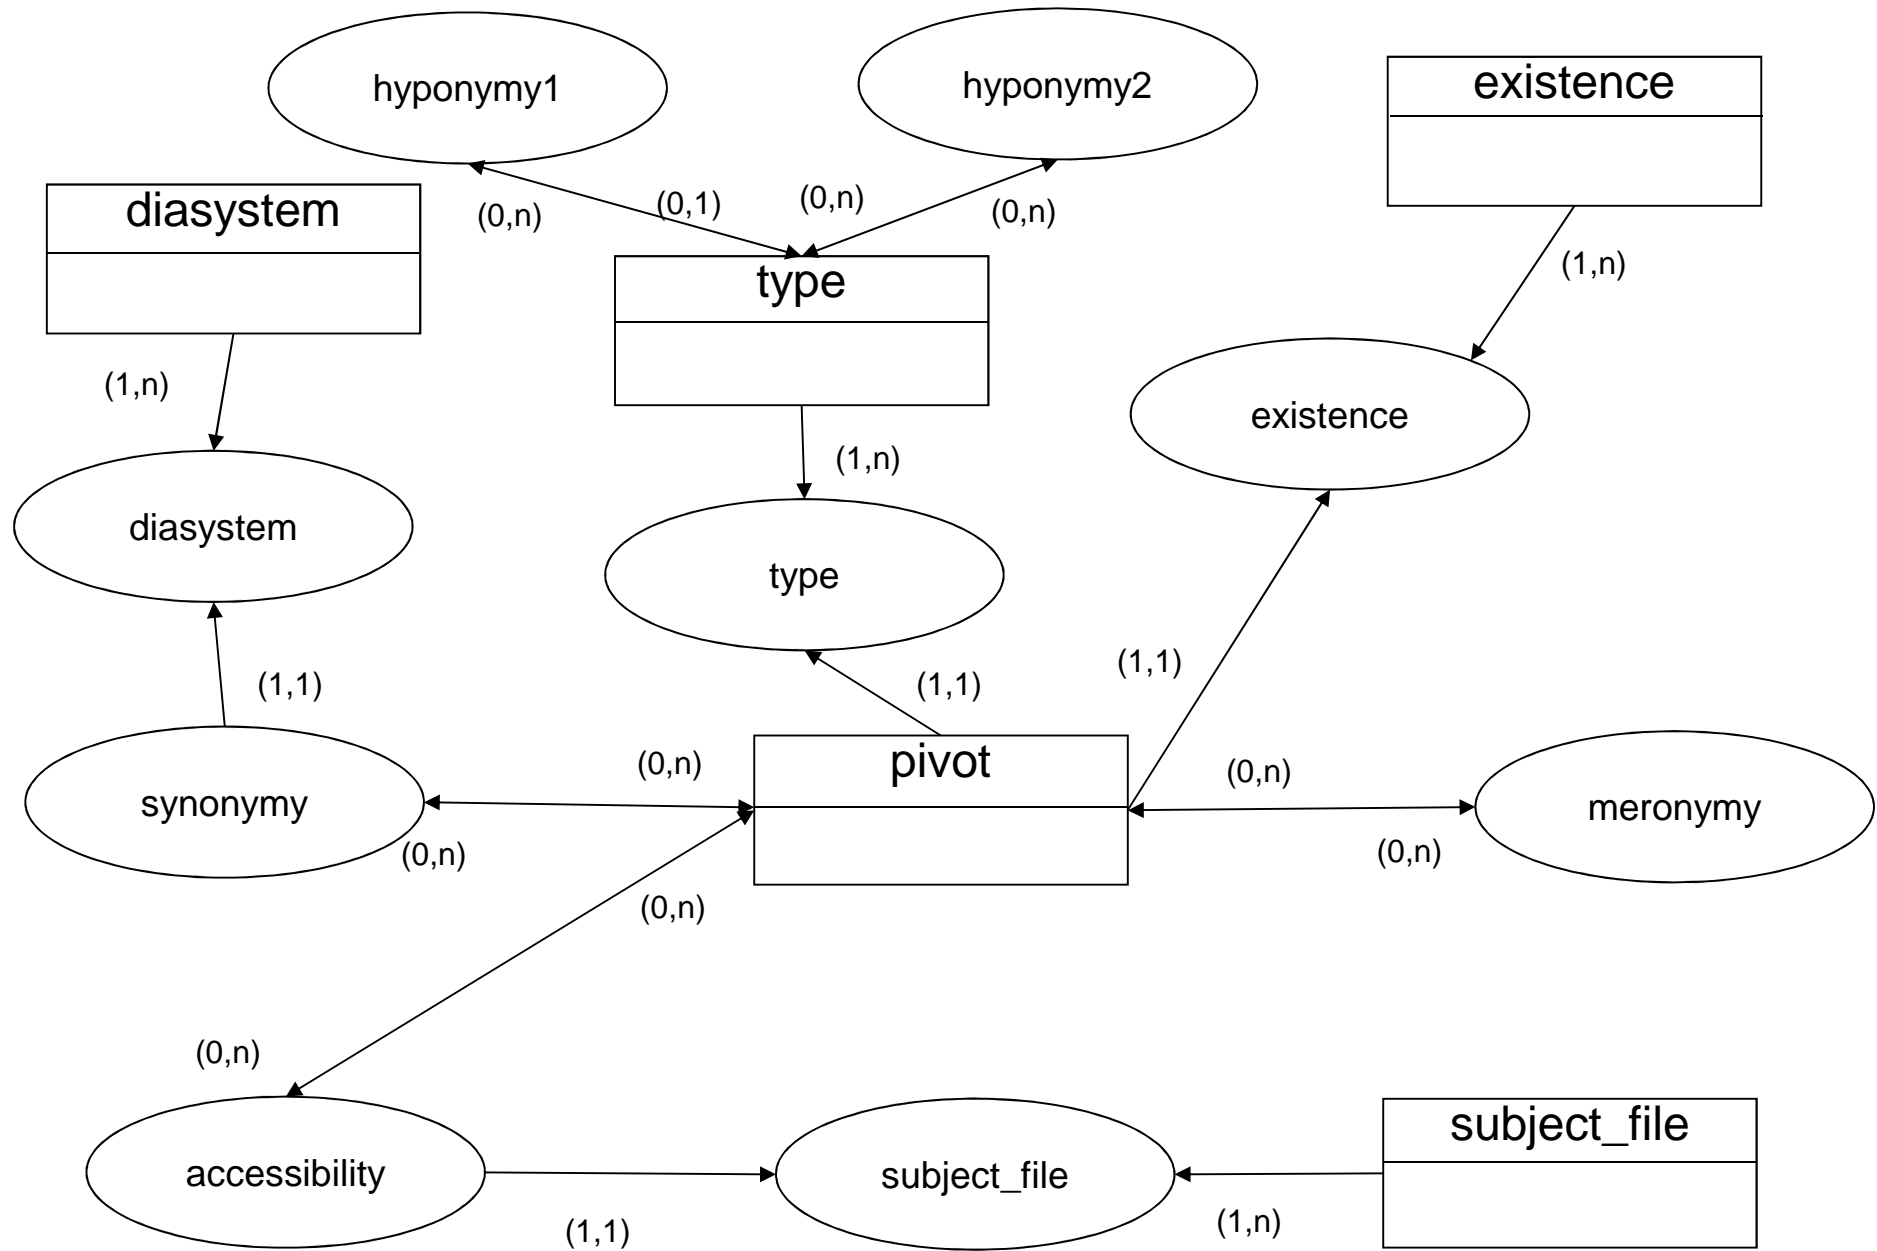 hyponymy1
hyponymy2
existence
(0,n)
(0,1)
(0,n)
(0,n)
diasystem
type
(1,n)
(1,n)
existence
(1,n)
diasystem
type
(1,1)
(1,1)
(1,1)
synonymy
(0,n)
(0,n)
pivot
(0,n)
(0,n)
meronymy
(0,n)
(0,n)
accessibility
(1,1)
subject_file
(1,n)
subject_file